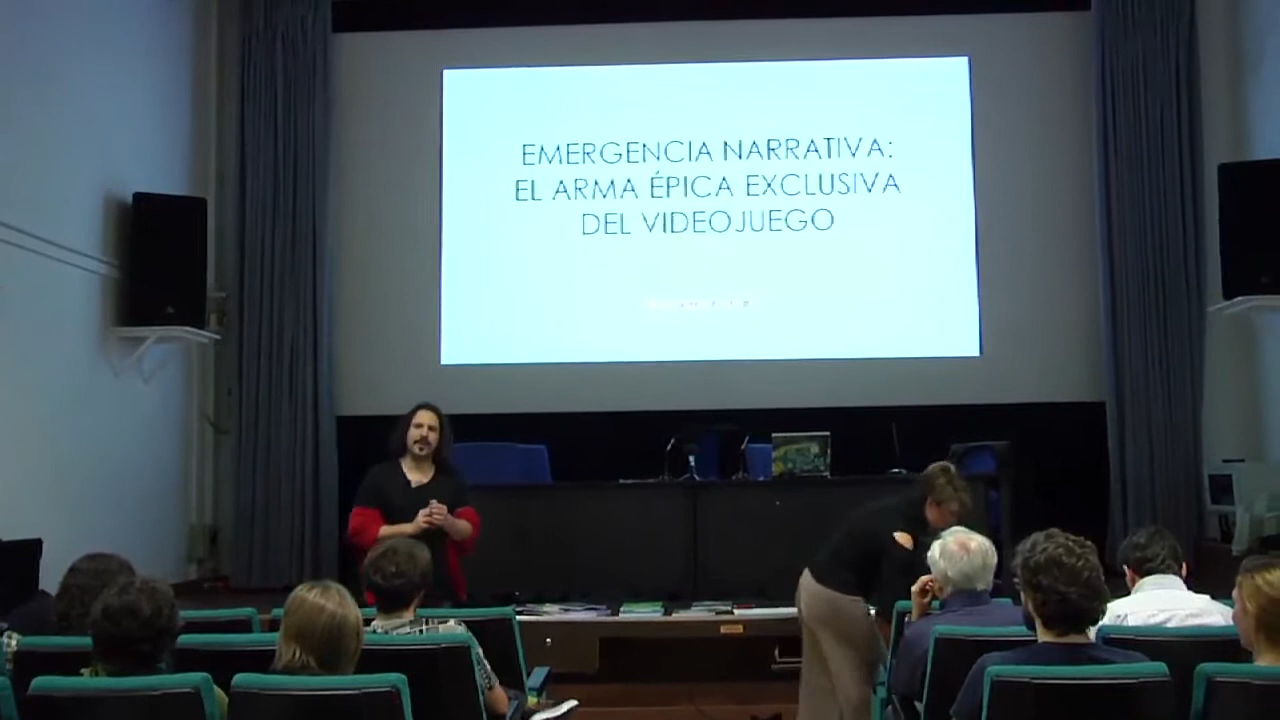 EMERGENCIA NARRATIVA:
EL ARMA ÉPICA EXCLUSIVA
DEL VIDEOJUEGO